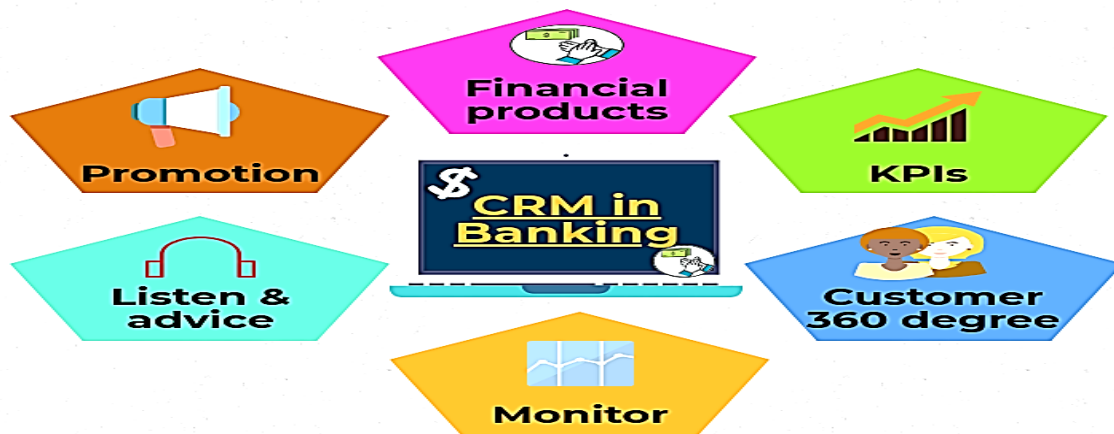 Financial
products
Promotion
KPIs
$
CRM in
Banking
Listen &
advice
Customer
360 degree
Monitor